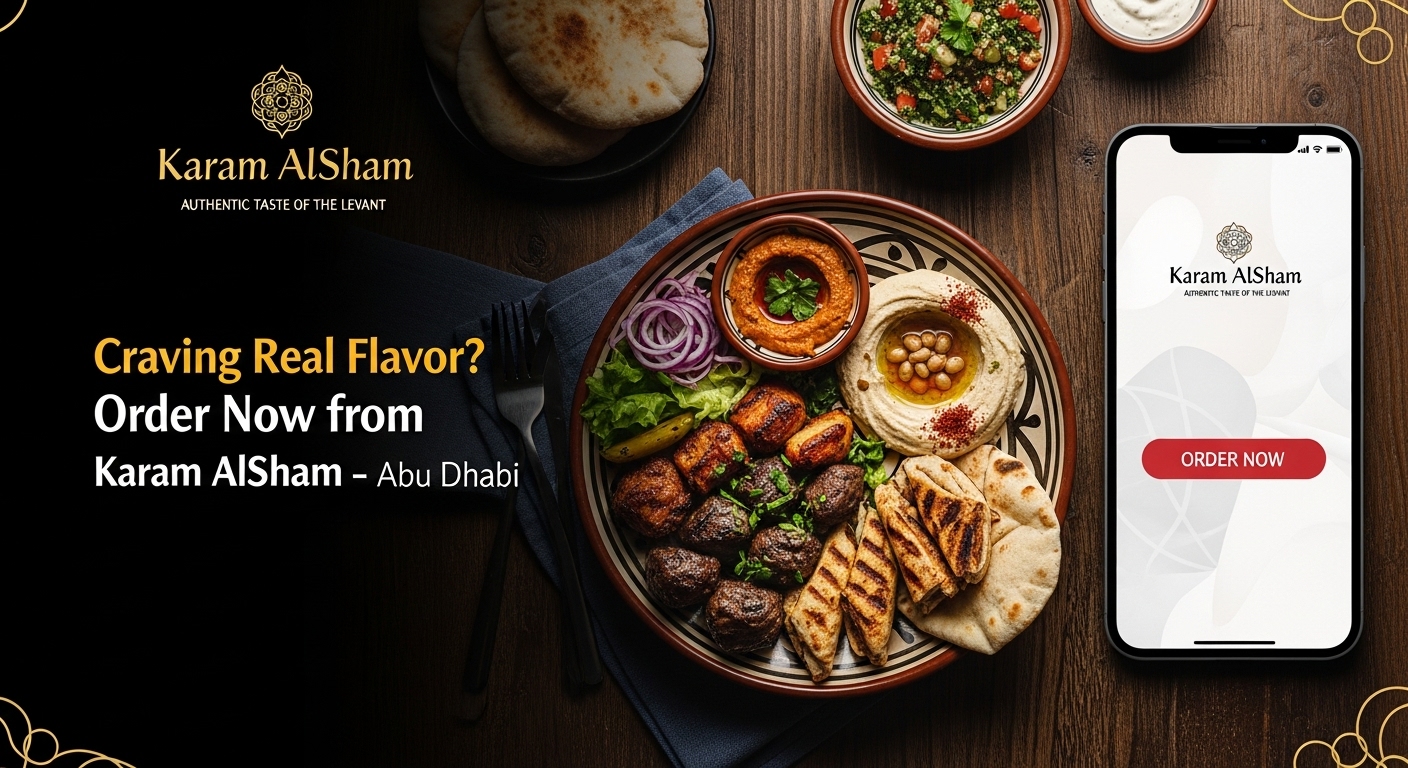 Karam AlSham
AUTHENTIC TASTE OF THE LEVANT
Craving Real Flavor?
Order Now from
Karam AlSham – Abu Dhabi
Karam AlSham
ORDER NOW